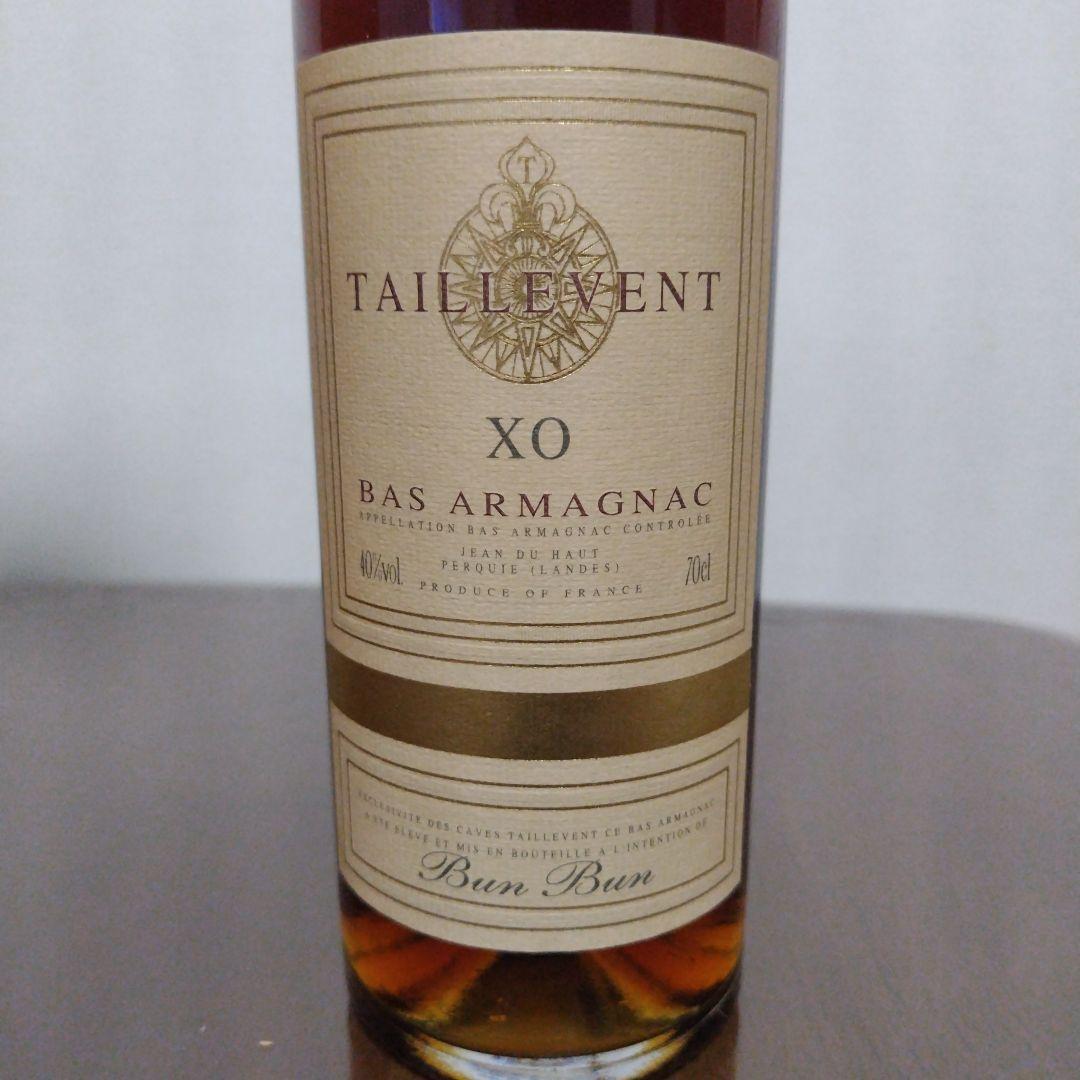 T
TAILLEVENT
XO
BAS ARMAGNAC
APPELLATION BAS ARMAGNAC CONTROLÉE
JEAN DU HAUT
40%vol. PERQUIE (LANDES) 70cl
PRODUCE OF FRANCE
EXCLUSIVITE DES CAVES TAILLEVENT CE BAS ARMAGNAC
A ETE ELEVE ET MIS EN BOUTEILLE A L'INTENTION DE
Bun Bun